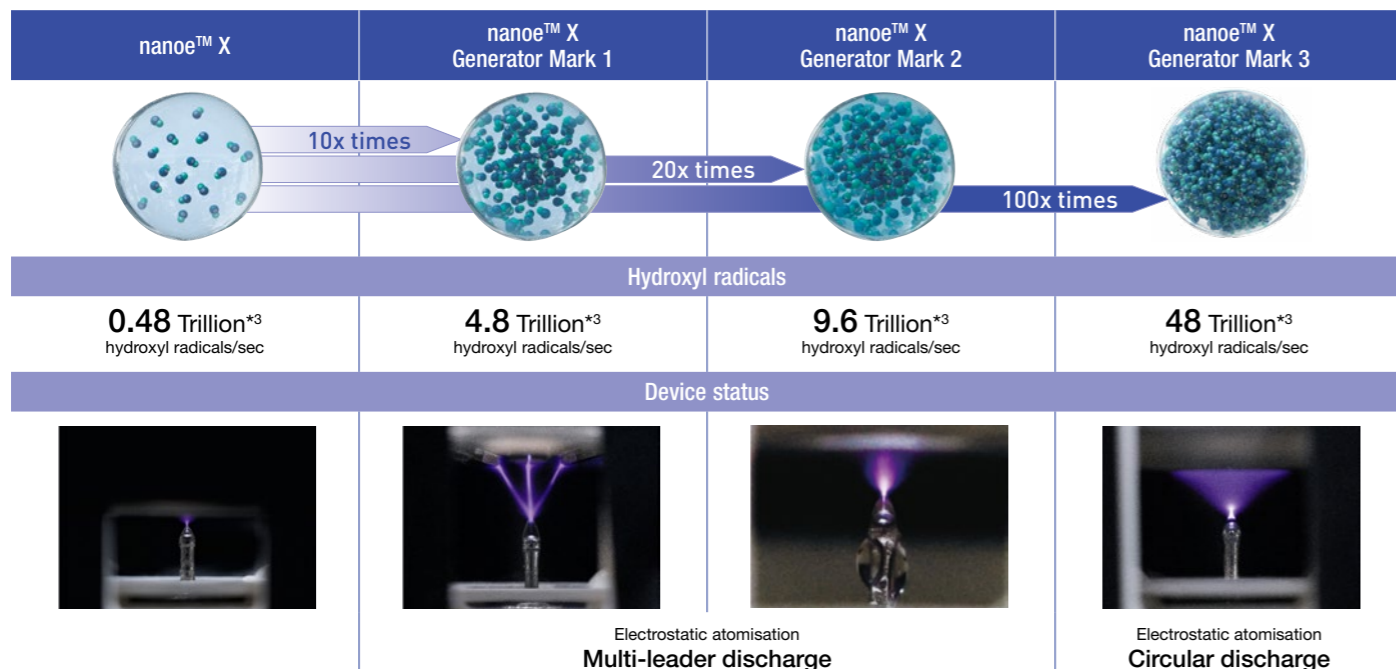 nanoe™ X
nanoe™ X
Generator Mark 1
nanoe™ X
Generator Mark 2
nanoe™ X
Generator Mark 3
10x times
20x times
100x times
Hydroxyl radicals
0.48 Trillion*3
hydroxyl radicals/sec
4.8 Trillion*3
hydroxyl radicals/sec
9.6 Trillion*3
hydroxyl radicals/sec
48 Trillion*3
hydroxyl radicals/sec
Device status
Electrostatic atomisation
Multi-leader discharge
Electrostatic atomisation
Circular discharge